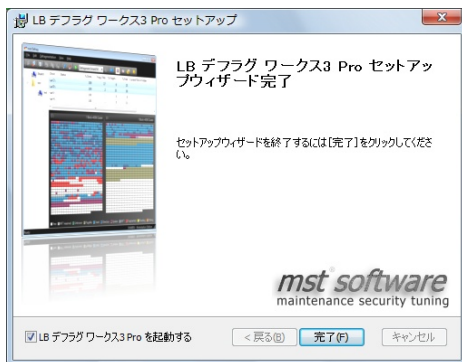 LB デフラグ ワークス3 Pro セットアップ
LB デフラグ ワークス3 Pro セットアッ
プウィザード完了
セットアップウィザードを終了するには[完了]をクリックしてくださ
い。
mst software
maintenance security tuning
LB デフラグ ワークス3 Pro を起動する
< 戻る(B)
完了(F)
キャンセル